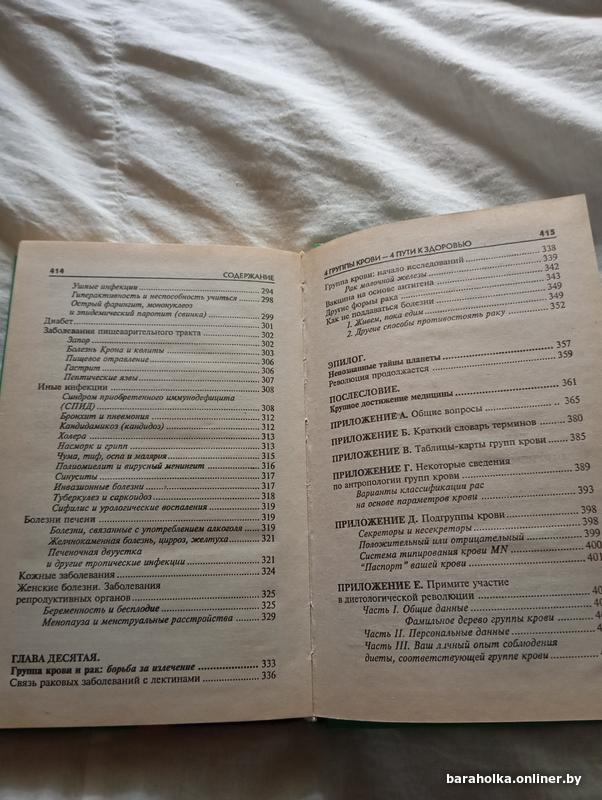 414
СОДЕРЖАНИЕ
Ушные инфекции 294
Гиперактивность и неспособность учиться 298
Острый фарингит, мононуклеоз
и эпидемический паротит (свинка) 299
Диабет 301
Заболевания пищеварительного тракта 302
Запор 302
Болезнь Крона и колиты 303
Пищевое отравление 306
Гастрит 306
Пептические язвы 307
Иные инфекции 308
Синдром приобретенного иммунодефицита
(СПИД) 308
Бронхит и пневмония 312
Кандидамикоз (кандидоз) 312
Холера 313
Насморк и грипп 313
Чума, тиф, оспа и малярия 315
Полиомиелит и вирусный менингит 316
Синуситы 317
Инвазионные болезни 317
Туберкулез и саркоидоз 318
Сифилис и урологические воспаления 319
Болезни печени 319
Болезни, связанные с употреблением алкоголя 319
Желчнокаменная болезнь, цирроз, желтуха 321
Печеночная двуустка
и другие тропические инфекции 321
Кожные заболевания 324
Женские болезни. Заболевания
репродуктивных органов 325
Беременность и бесплодие 325
Менопауза и менструальные расстройства 329
ГЛАВА ДЕСЯТАЯ.
Группа крови и рак: борьба за излечение 333
Связь раковых заболеваний с лектинами 336
4 ГРУППЫ КРОВИ — 4 ПУТИ К ЗДОРОВЬЮ
415
Группа крови: начало исследований 338
Рак молочной железы 339
Вакцина на основе антигена 342
Другие формы рака 343
Как не поддаваться болезни 349
1. Живем, пока едим 349
2. Другие способы противостоять раку 352
ЭПИЛОГ.
Неопознанные тайны планеты 357
Революция продолжается 359
ПОСЛЕСЛОВИЕ.
Крупное достижение медицины 361
ПРИЛОЖЕНИЕ А. Общие вопросы 365
ПРИЛОЖЕНИЕ Б. Краткий словарь терминов 380
ПРИЛОЖЕНИЕ В. Таблицы-карты групп крови 385
ПРИЛОЖЕНИЕ Г. Некоторые сведения
по антропологии групп крови 389
Варианты классификации рас
на основе параметров крови 393
ПРИЛОЖЕНИЕ Д. Подгруппы крови 398
Секреторы и несекреторы 398
Положительный или отрицательный 399
Система типирования крови MN 400
"Паспорт" вашей крови 401
ПРИЛОЖЕНИЕ Е. Примите участие
в диетологической революции
Часть I. Общие данные
Фамильное дерево группы крови
Часть II. Персональные данные
Часть III. Ваш личный опыт соблюдения
диеты, соответствующей группе крови
baraholka.onliner.by